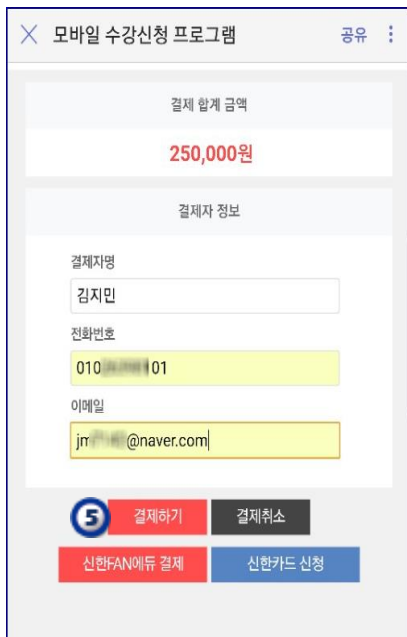 모바일 수강신청 프로그램 공유
결제 합계 금액
250,000원
결제자 정보
결제자명
김지민
전화번호
010 01
이메일
jm @naver.com
5 결제하기 결제취소
신한FAN에듀 결제 신한카드 신청